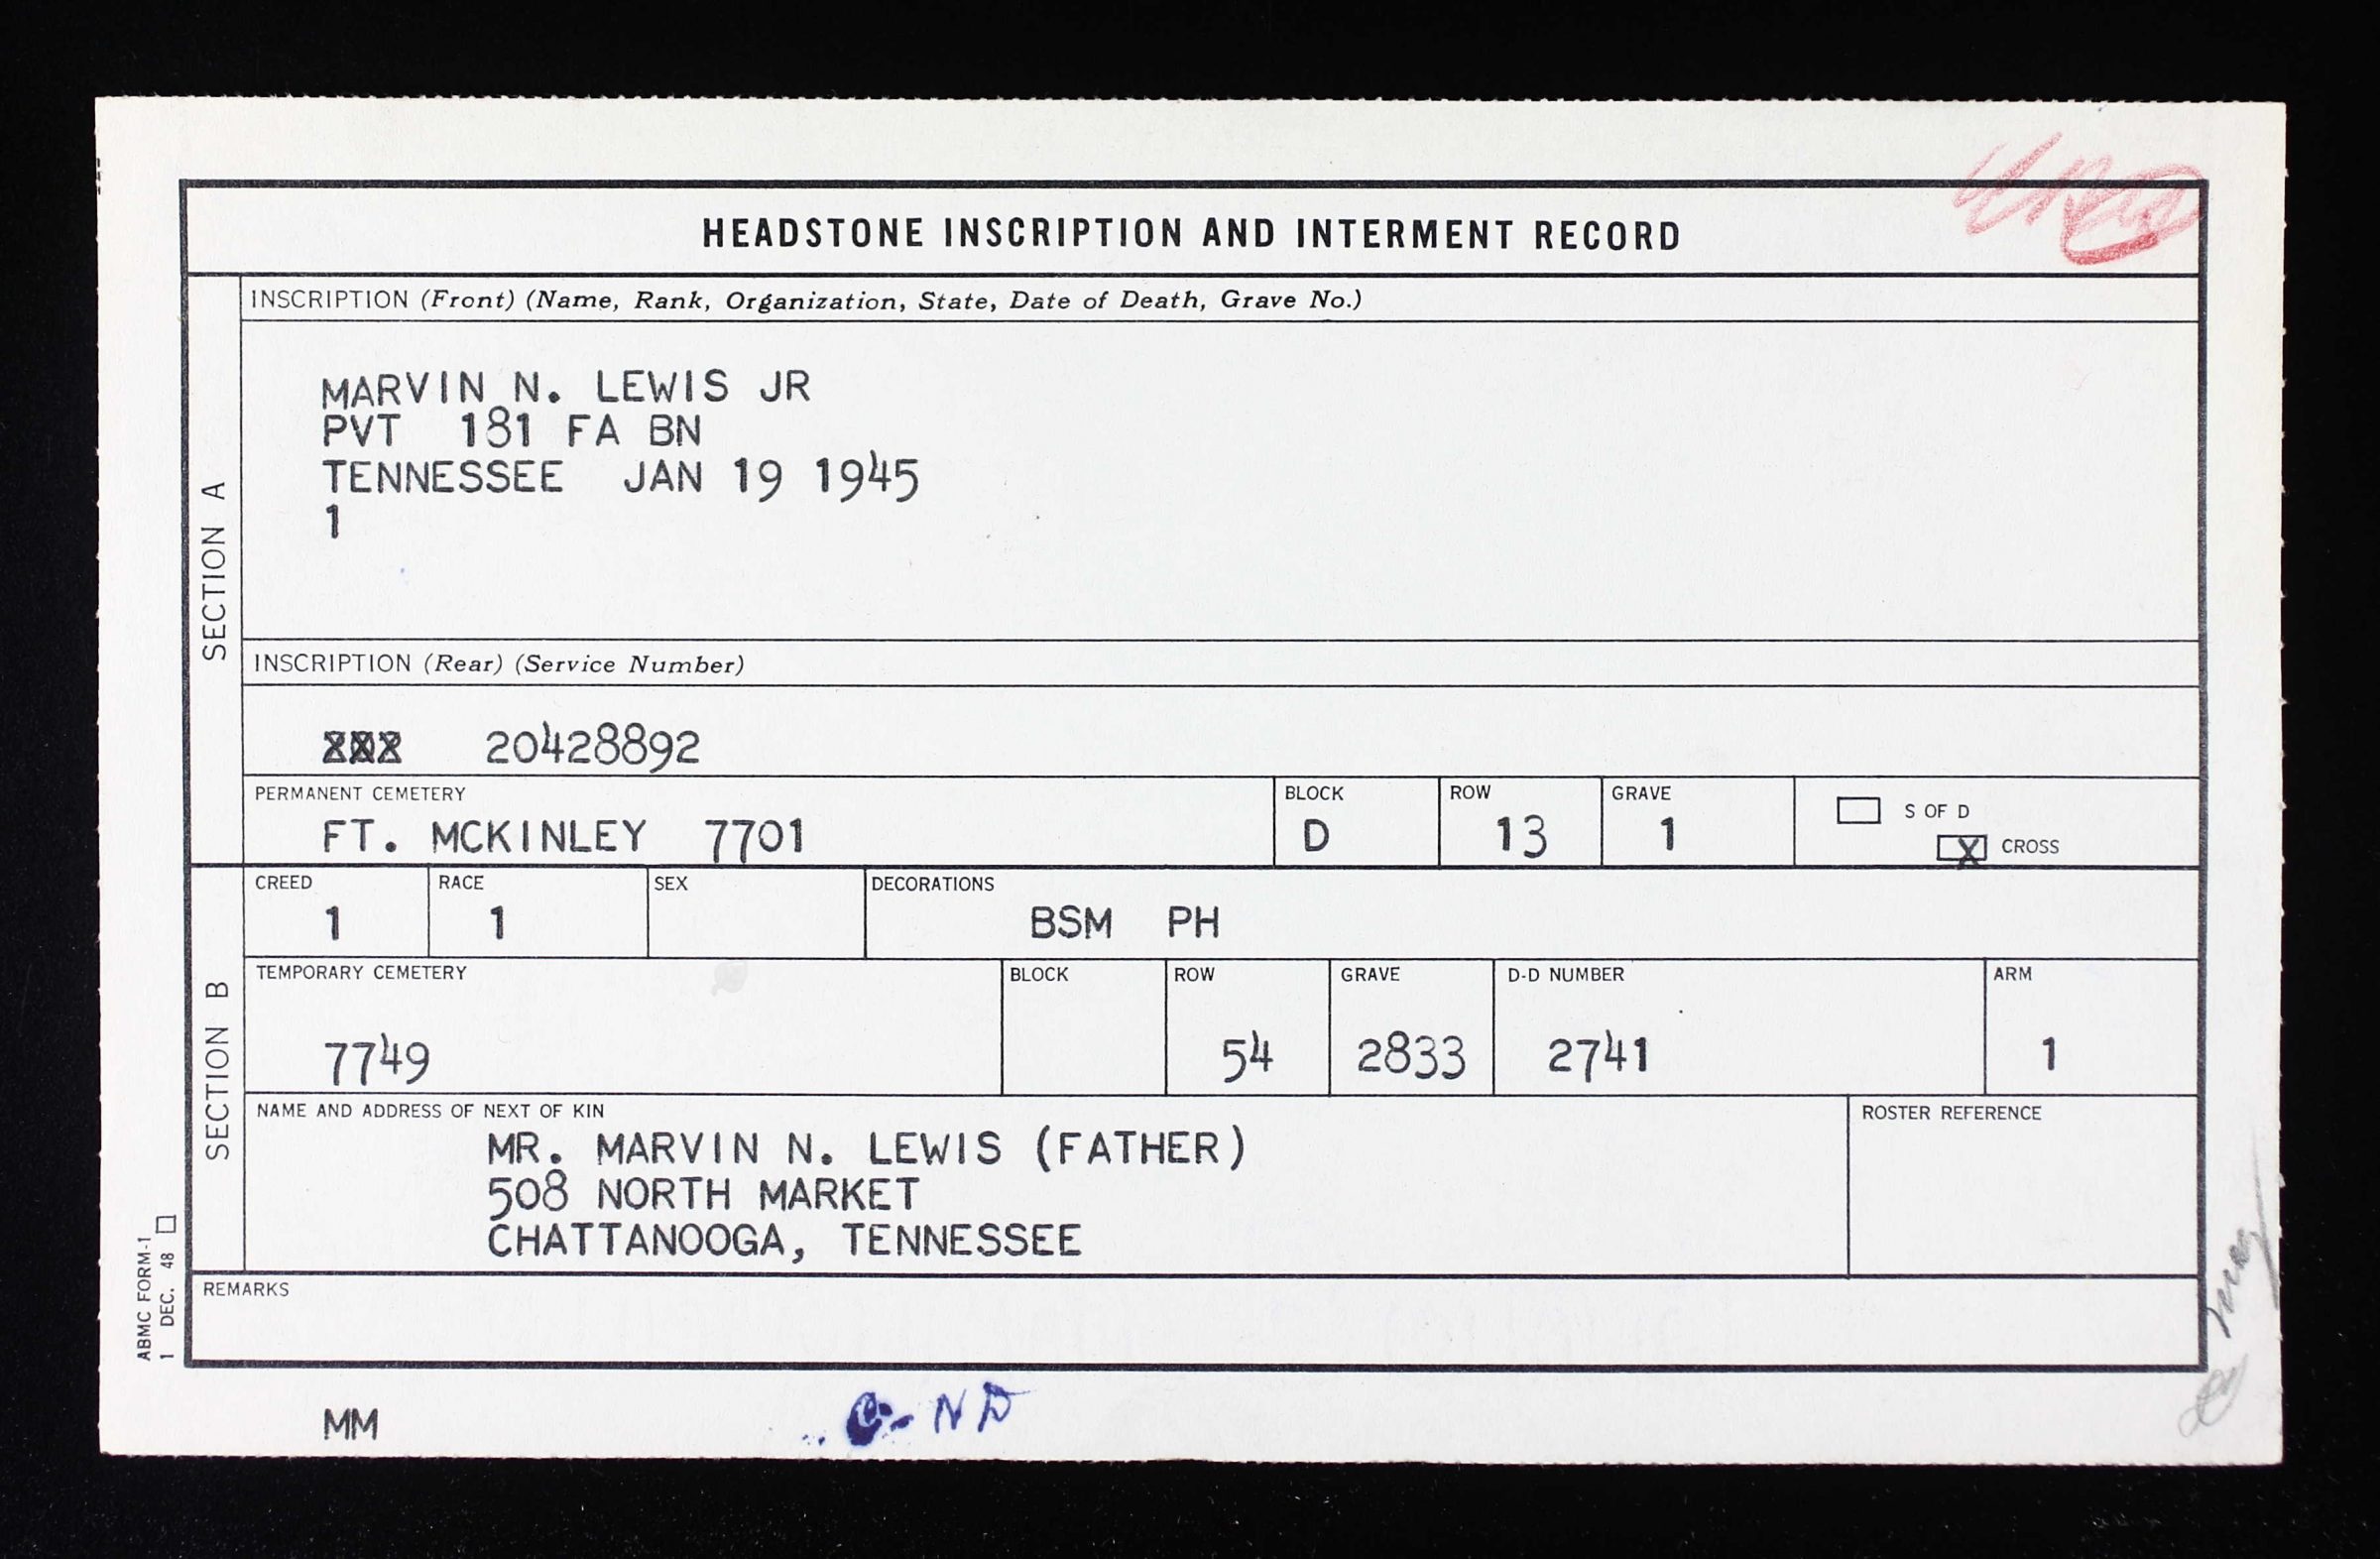 HEADSTONE INSCRIPTION AND INTERMENT RECORD
SECTION A
INSCRIPTION (Front) (Name, Rank, Organization, State, Date of Death, Grave No.)
MARVIN N. LEWIS JR
PVT 181 FA BN
TENNESSEE JAN 19 1945
1
INSCRIPTION (Rear) (Service Number)
20428892
PERMANENT CEMETERY
FT. MCKINLEY 7701
BLOCK
D
ROW
13
GRAVE
1
S OF D
X CROSS
SECTION B
CREED
1
RACE
1
SEX
DECORATIONS
BSM PH
TEMPORARY CEMETERY
7749
BLOCK
ROW
54
GRAVE
2833
D-D NUMBER
2741
ARM
1
NAME AND ADDRESS OF NEXT OF KIN
MR. MARVIN N. LEWIS (FATHER)
508 NORTH MARKET
CHATTANOOGA, TENNESSEE
ROSTER REFERENCE
REMARKS
ABMC FORM-1
1 DEC. 48
MM
C- ND